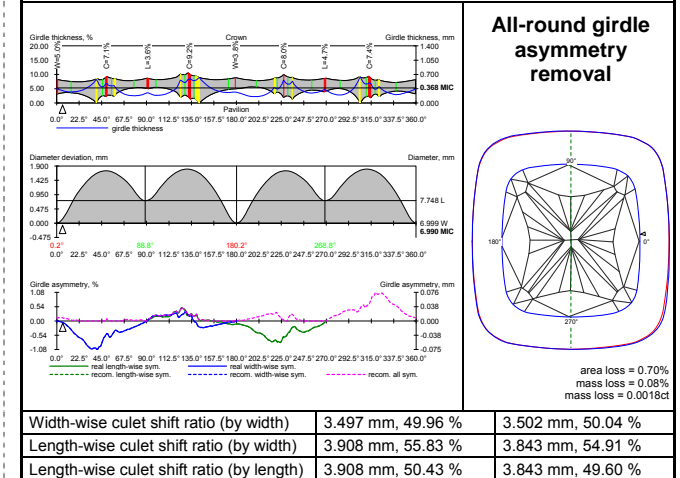 All-round girdle
asymmetry
removal
Girdle thickness, %
Crown
Girdle thickness, mm
20.00
15.00
10.00
5.00
0.00
W=5.0%
C=7.1%
L=3.6%
C=9.2%
W=3.8%
C=8.0%
L=4.7%
C=7.4%
1.400
1.050
0.700
0.368 MIC
0.000
Pavilion
0.0° 22.5° 45.0° 67.5° 90.0° 112.5° 135.0° 157.5° 180.0° 202.5° 225.0° 247.5° 270.0° 292.5° 315.0° 337.5° 360.0°
girdle thickness
Diameter deviation, mm
Diameter, mm
1.900
1.425
0.950
0.475
0.000
-0.475
7.748 L
6.999 W
6.990 MIC
0.2° 88.8° 180.2° 268.8°
0.0° 22.5° 45.0° 67.5° 90.0° 112.5° 135.0° 157.5° 180.0° 202.5° 225.0° 247.5° 270.0° 292.5° 315.0° 337.5° 360.0°
Girdle asymmetry, %
Girdle asymmetry, mm
1.08
0.54
0.00
-0.54
-1.08
0.076
0.038
0.000
-0.038
-0.075
0.0° 22.5° 45.0° 67.5° 90.0° 112.5° 135.0° 157.5° 180.0° 202.5° 225.0° 247.5° 270.0° 292.5° 315.0° 337.5° 360.0°
real length-wise sym. real width-wise sym.
recom. length-wise sym. recom. width-wise sym. recom. all sym.
90°
180°
0°
270°
area loss = 0.70%
mass loss = 0.08%
mass loss = 0.0018ct
Width-wise culet shift ratio (by width) 3.497 mm, 49.96 % 3.502 mm, 50.04 %
Length-wise culet shift ratio (by width) 3.908 mm, 55.83 % 3.843 mm, 54.91 %
Length-wise culet shift ratio (by length) 3.908 mm, 50.43 % 3.843 mm, 49.60 %